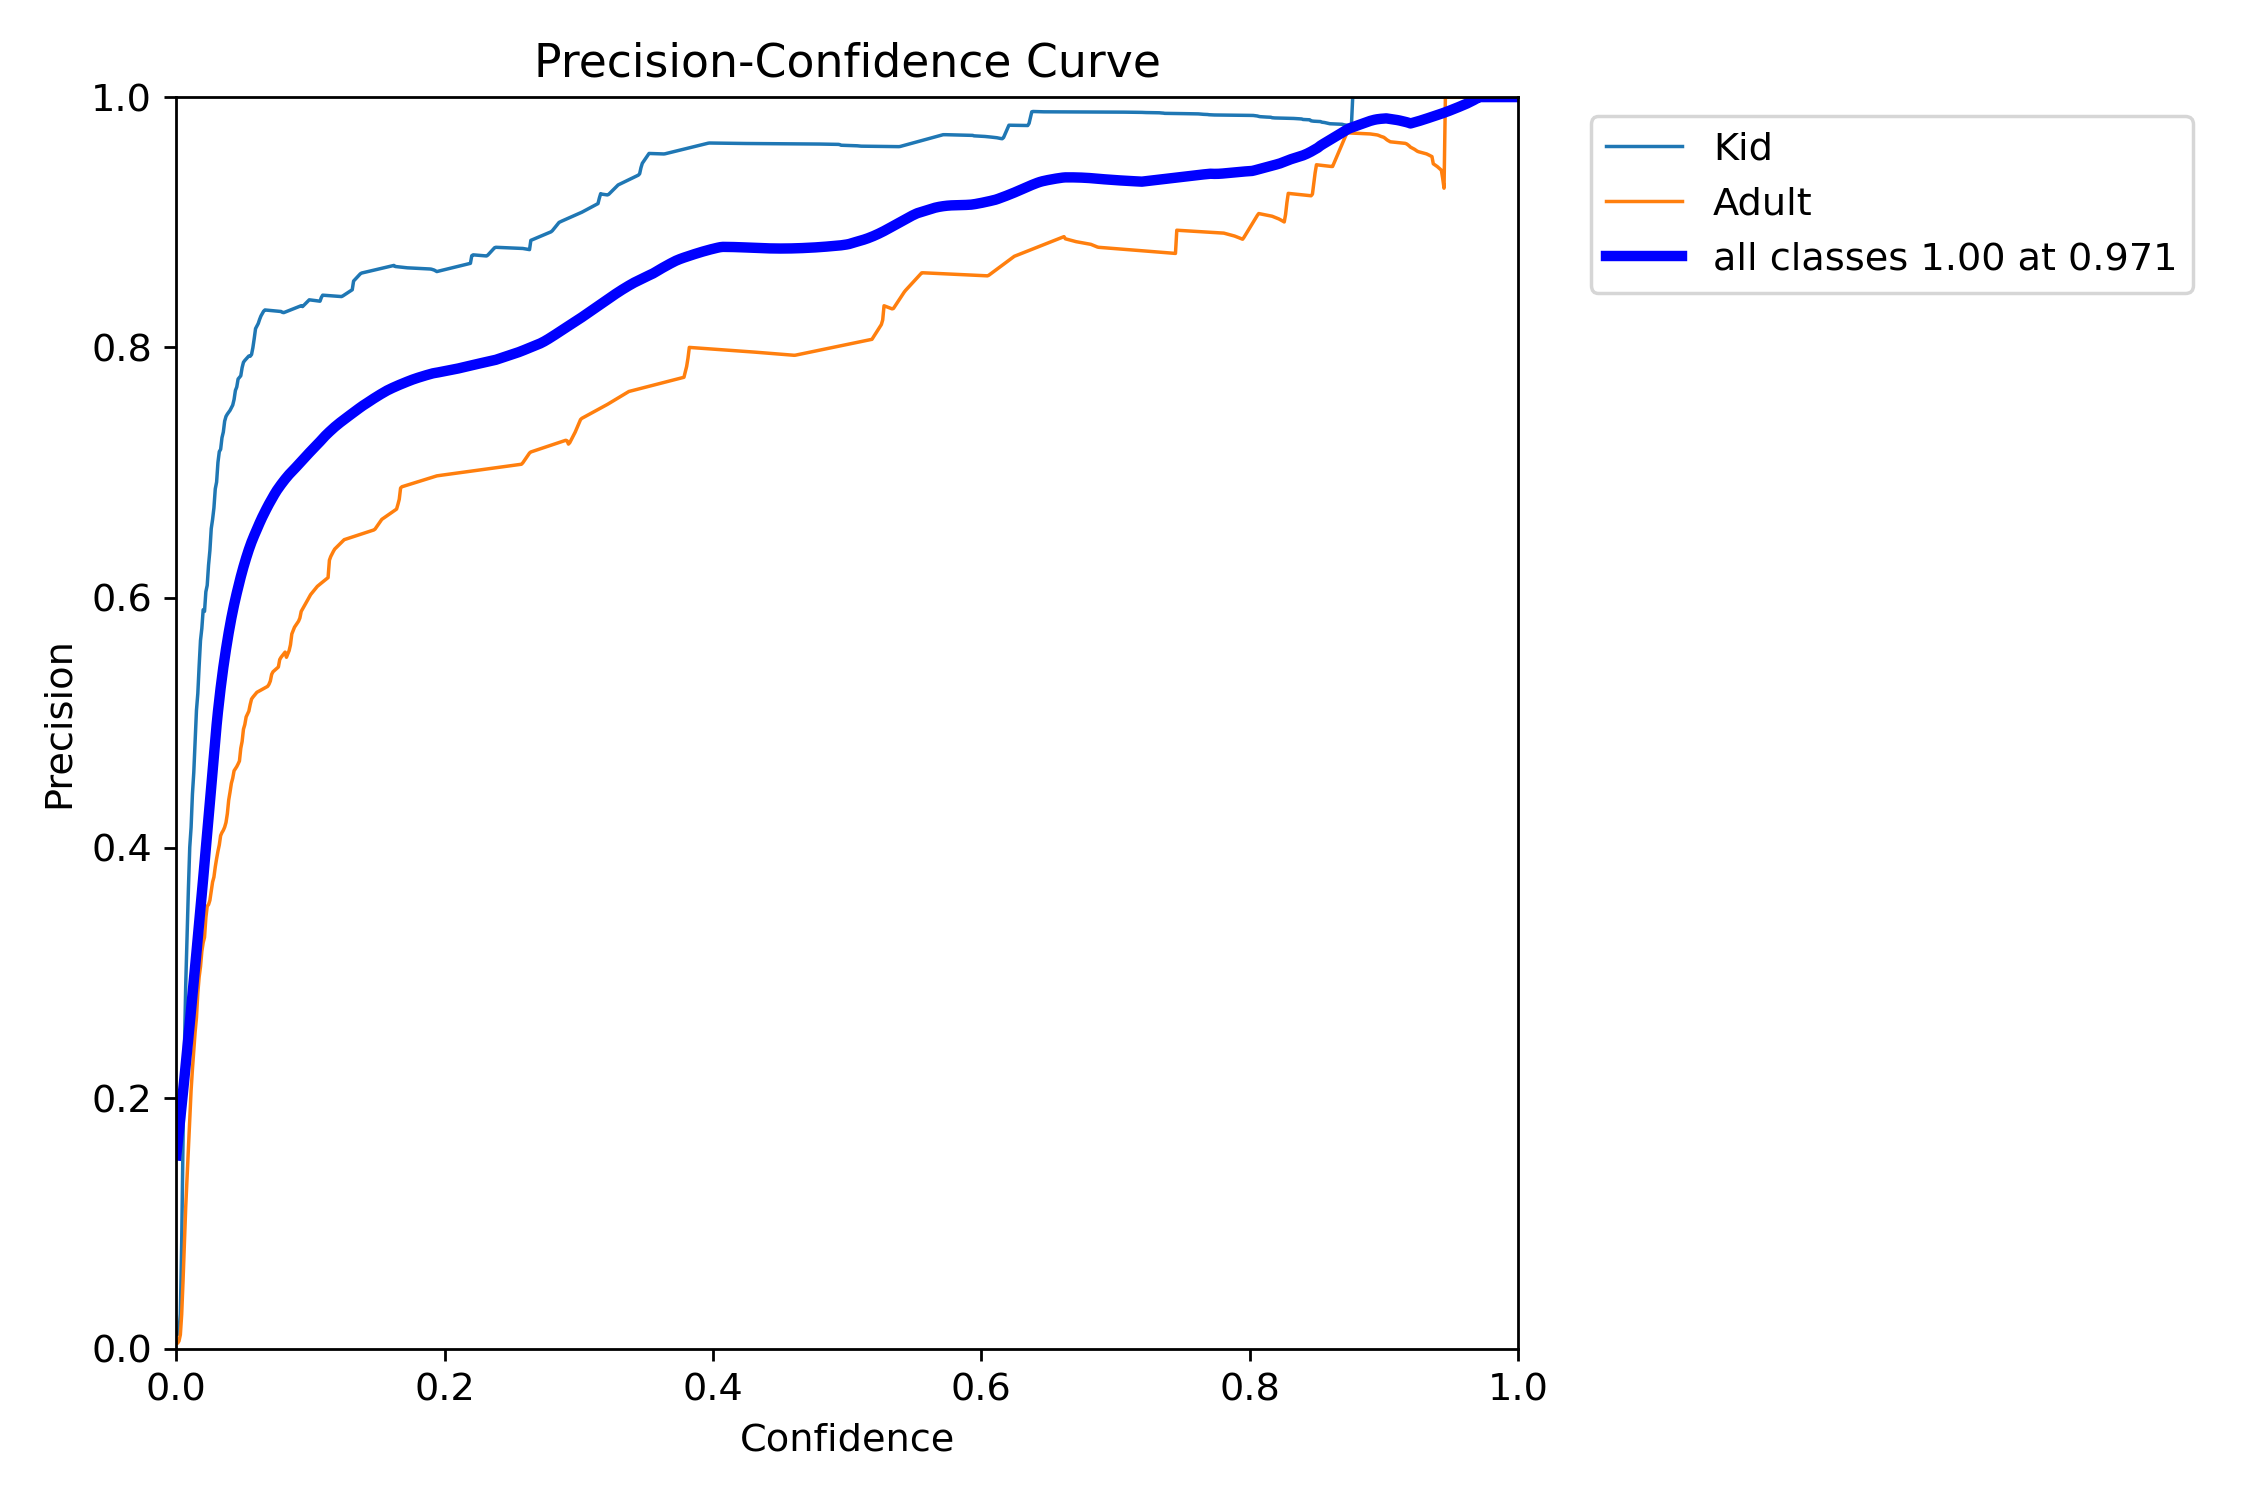 Precision-Confidence Curve
1.0
0.8
0.6
0.4
0.2
0.0
Precision
0.0 0.2 0.4 0.6 0.8 1.0
Confidence
Kid
Adult
all classes 1.00 at 0.971